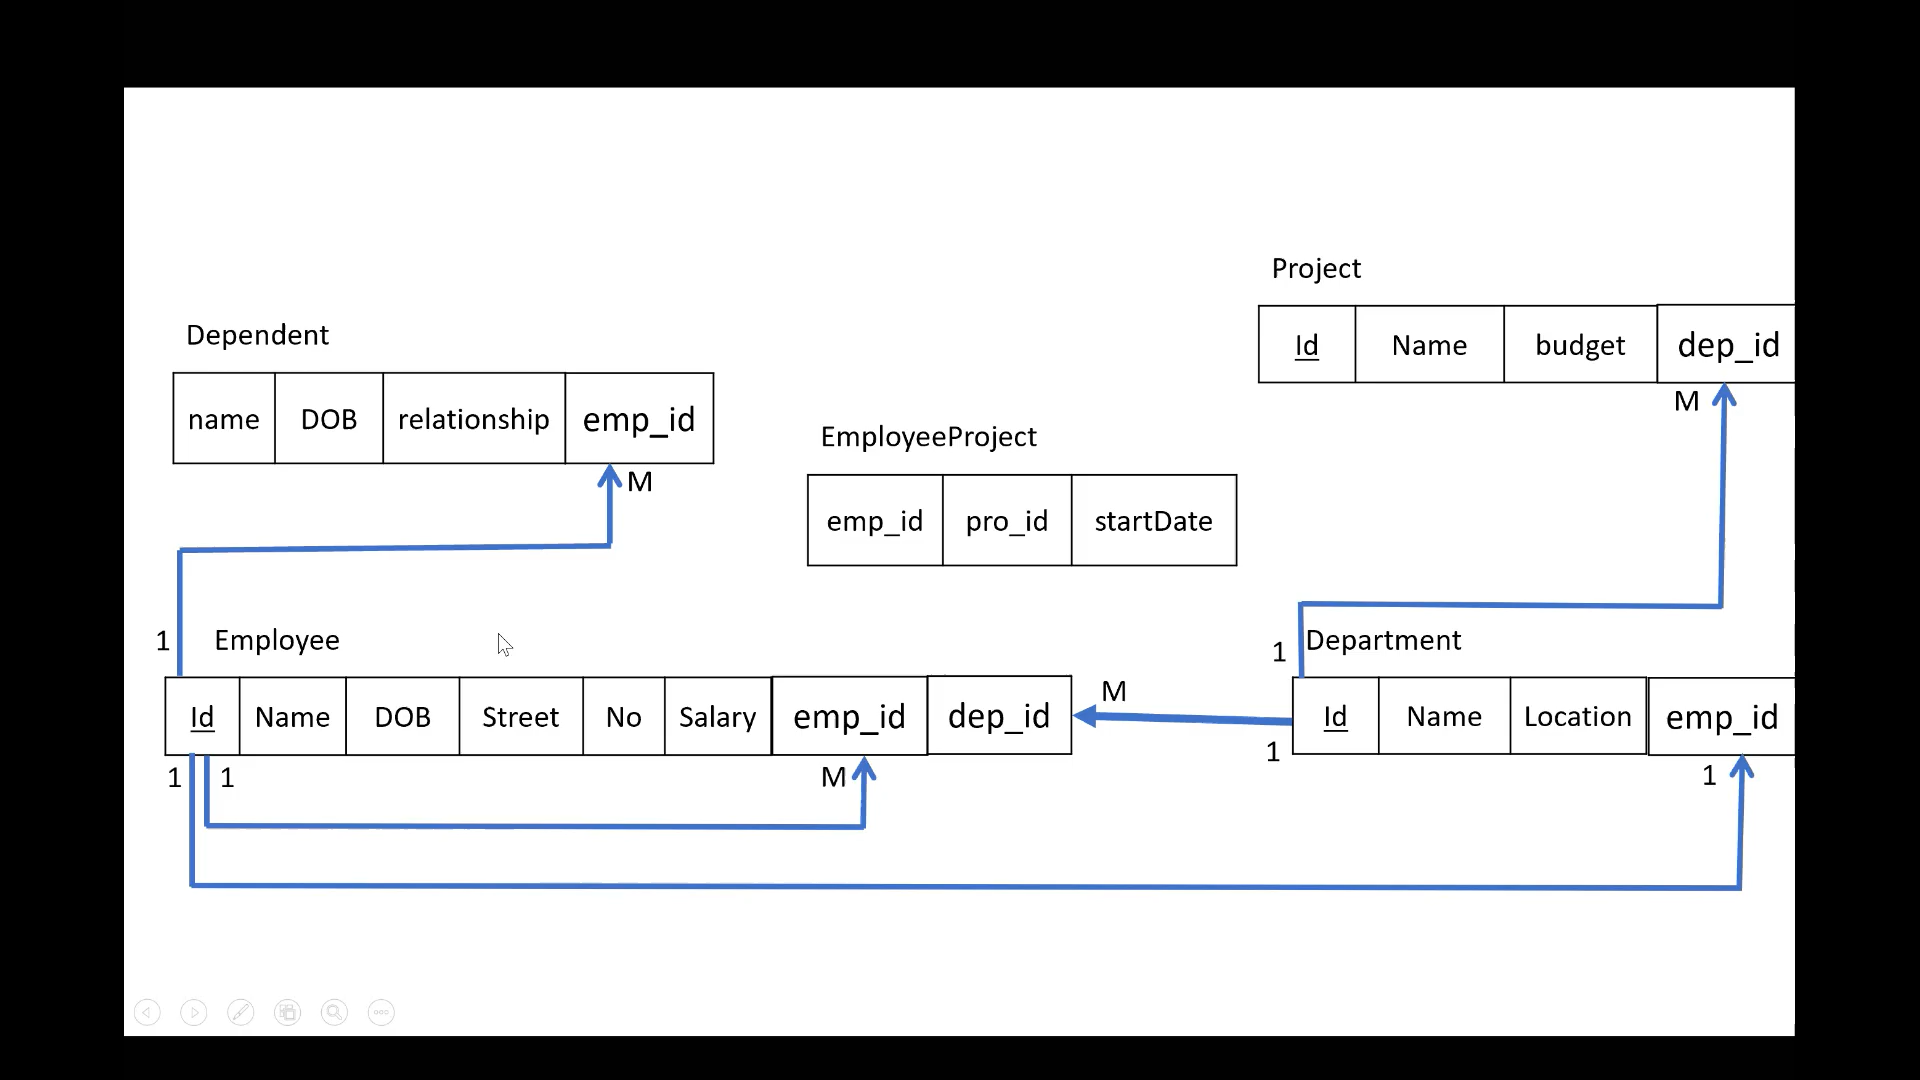 Project
Id Name budget dep_id
M
Dependent
name DOB relationship emp_id
M
EmployeeProject
emp_id pro_id startDate
1 Employee
1 Department
Id Name DOB Street No Salary emp_id dep_id
M
1
Id Name Location emp_id
1 1 M
1